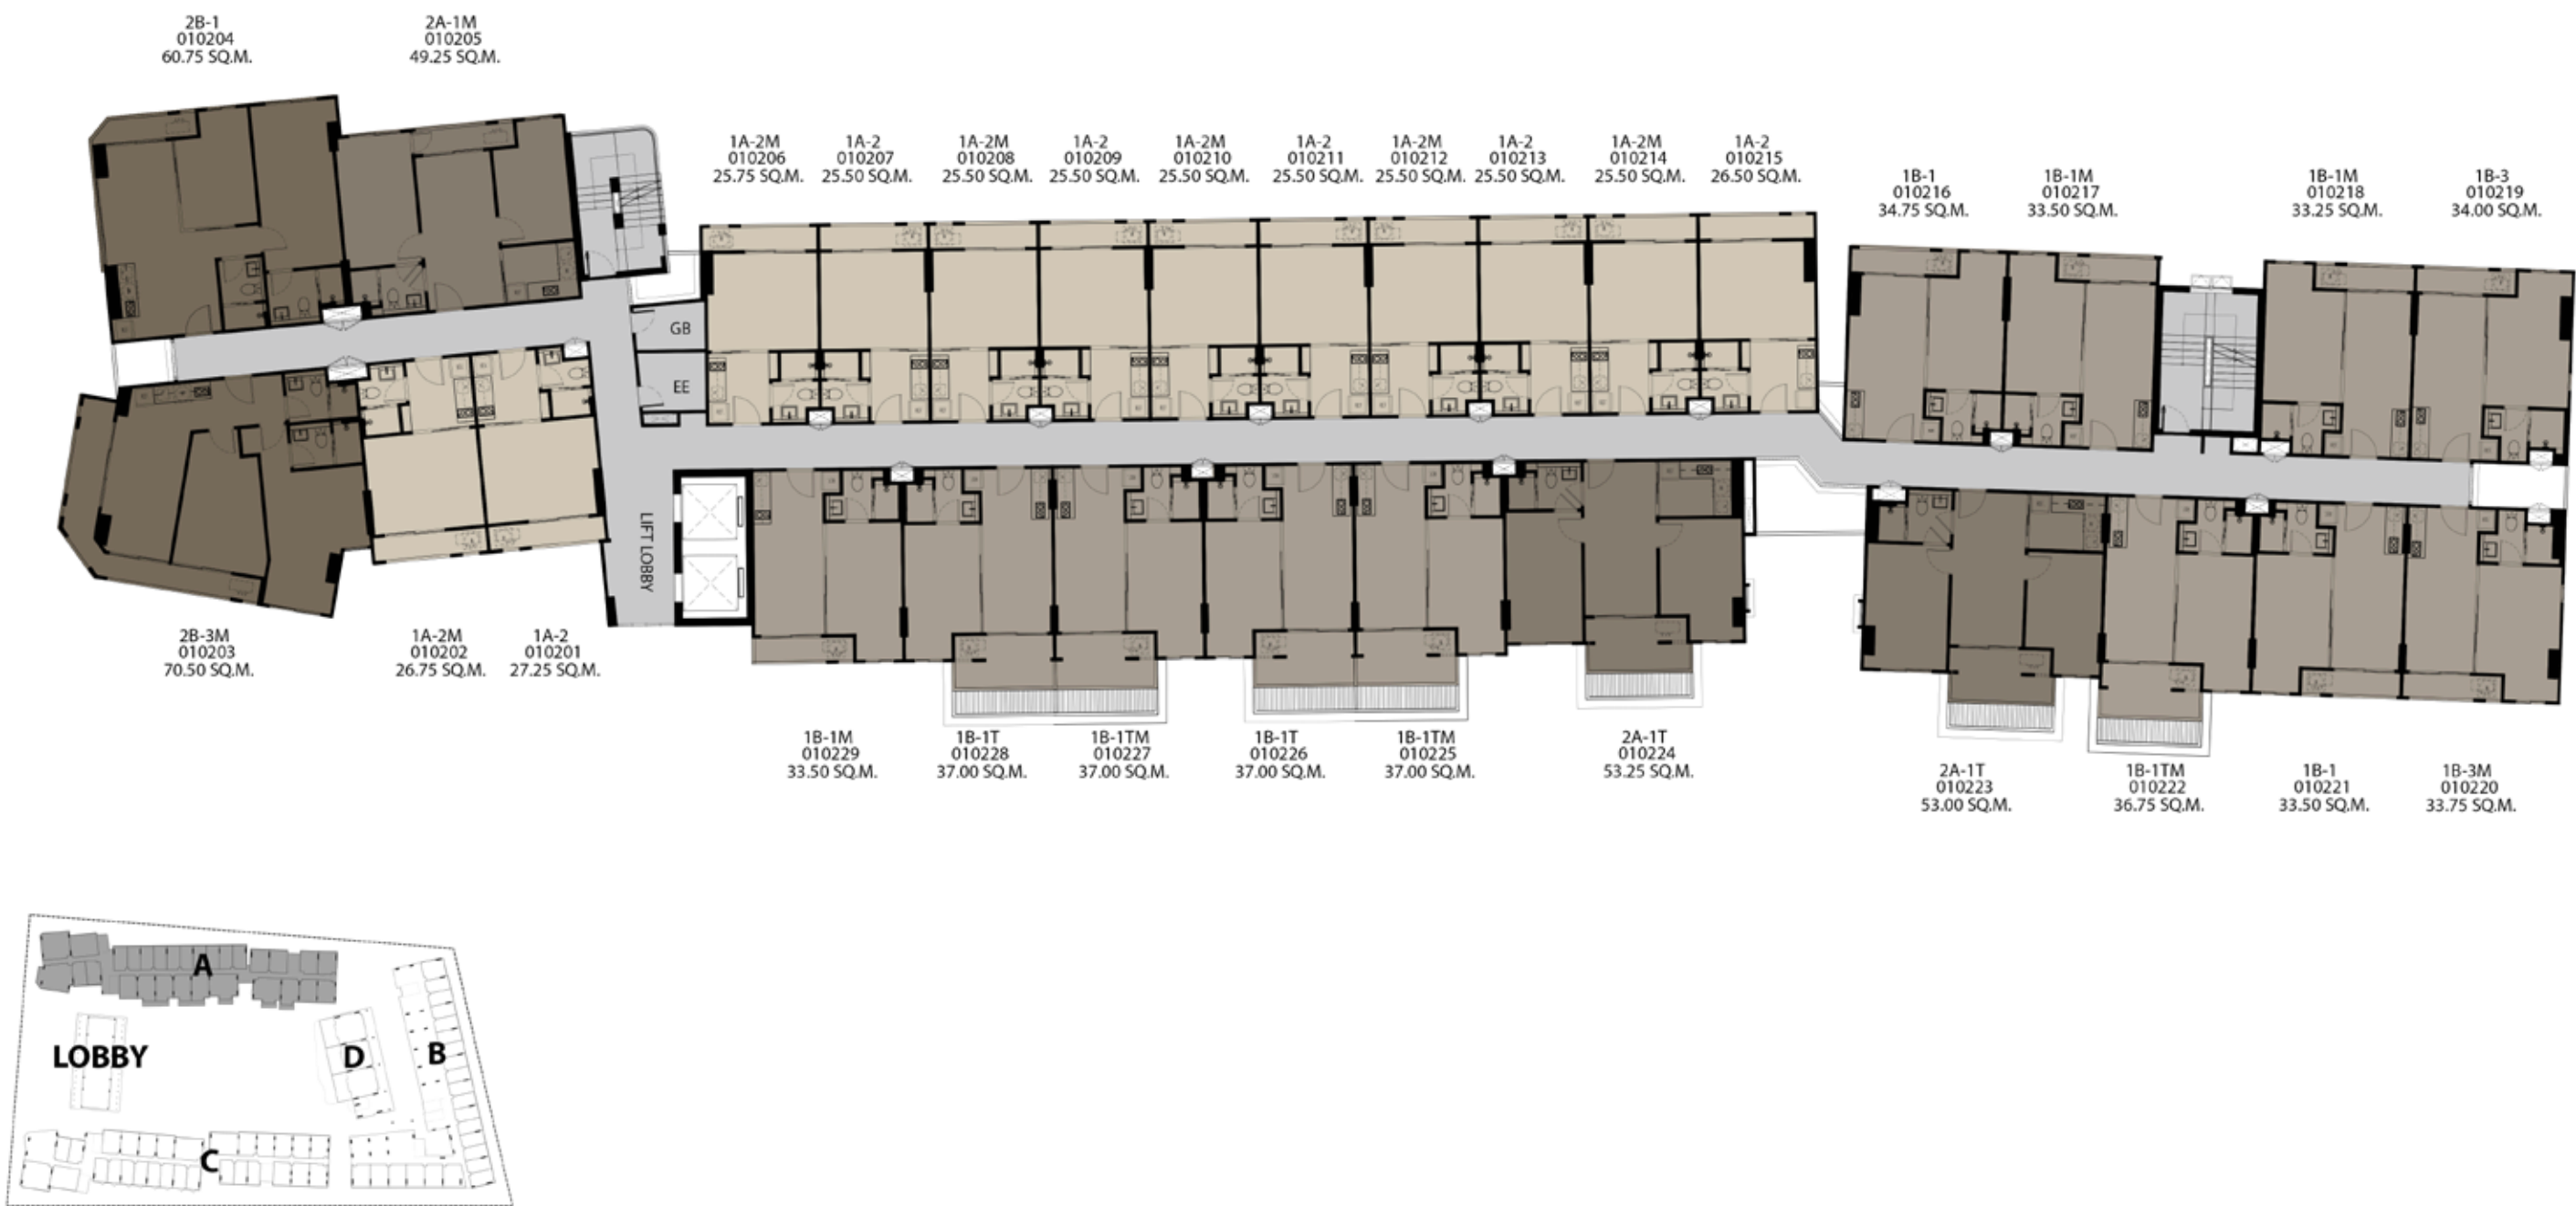 2B-1
010204
60.75 SQ.M.
2A-1M
010205
49.25 SQ.M.
1A-2M
010206
25.75 SQ.M.
1A-2
010207
25.50 SQ.M.
1A-2M
010208
25.50 SQ.M.
1A-2
010209
25.50 SQ.M.
1A-2M
010210
25.50 SQ.M.
1A-2
010211
25.50 SQ.M.
1A-2M
010212
25.50 SQ.M.
1A-2
010213
25.50 SQ.M.
1A-2M
010214
25.50 SQ.M.
1A-2
010215
26.50 SQ.M.
1B-1
010216
34.75 SQ.M.
1B-1M
010217
33.50 SQ.M.
1B-1M
010218
33.25 SQ.M.
1B-3
010219
34.00 SQ.M.
GB
EE
LIFT LOBBY
2B-3M
010203
70.50 SQ.M.
1A-2M
010202
26.75 SQ.M.
1A-2
010201
27.25 SQ.M.
1B-1M
010229
33.50 SQ.M.
1B-1T
010228
37.00 SQ.M.
1B-1TM
010227
37.00 SQ.M.
1B-1T
010226
37.00 SQ.M.
1B-1TM
010225
37.00 SQ.M.
2A-1T
010224
53.25 SQ.M.
2A-1T
010223
53.00 SQ.M.
1B-1TM
010222
36.75 SQ.M.
1B-1
010221
33.50 SQ.M.
1B-3M
010220
33.75 SQ.M.
A
LOBBY
D
B
C